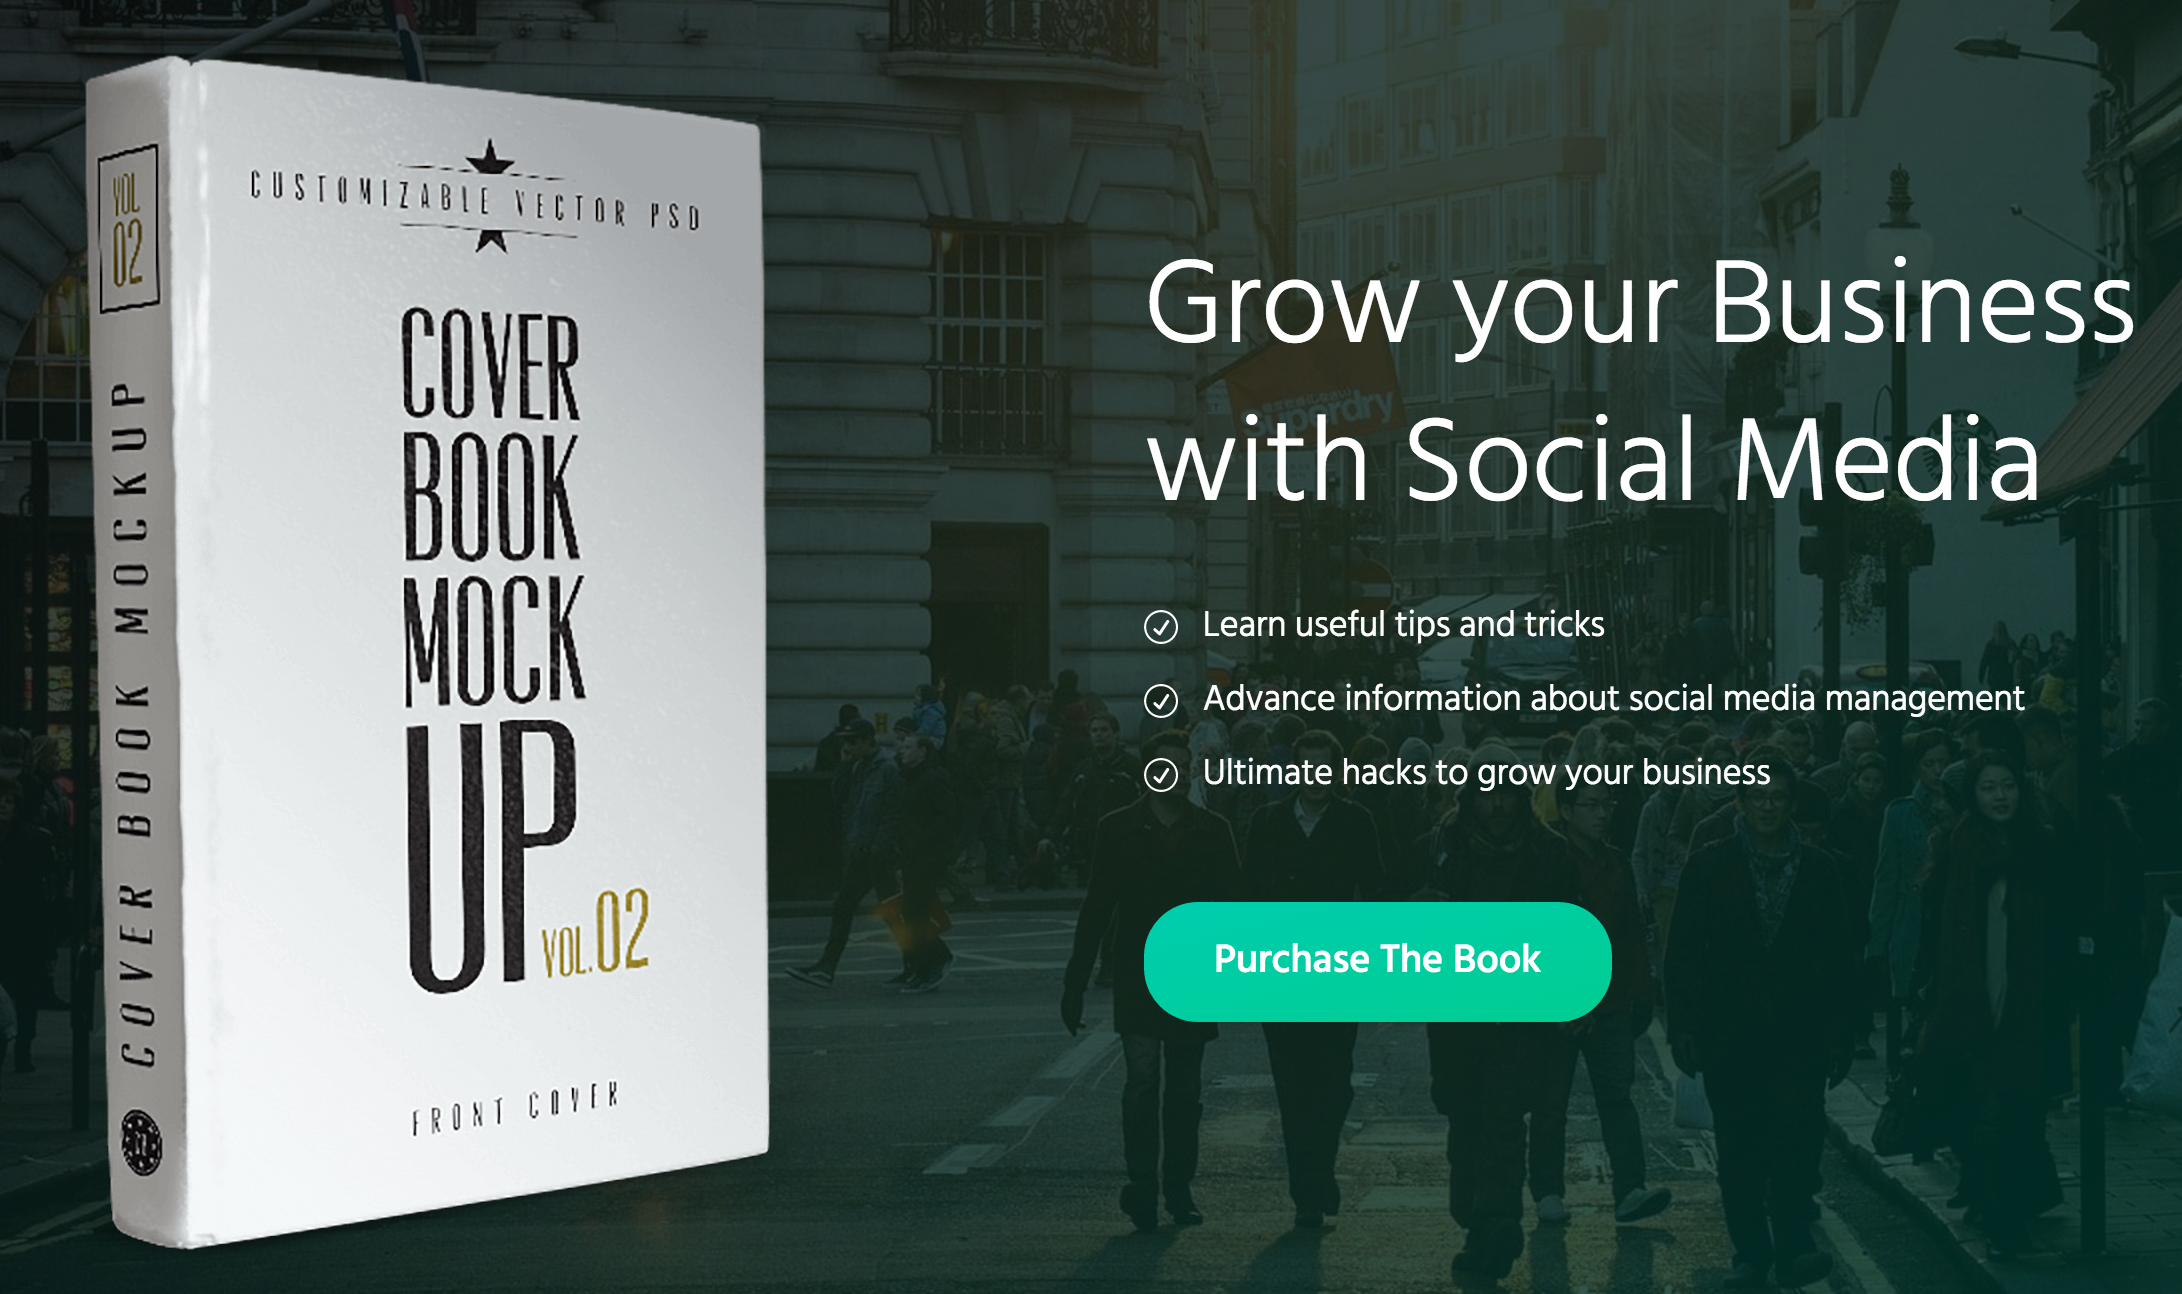 VOL
02
COVER BOOK MOCKUP
CUSTOMIZABLE VECTOR PSD
COVER
BOOK
MOCK
UP
VOL.02
FRONT COVER
superdry
Grow your Business
with Social Media
Learn useful tips and tricks
Advance information about social media management
Ultimate hacks to grow your business
Purchase The Book